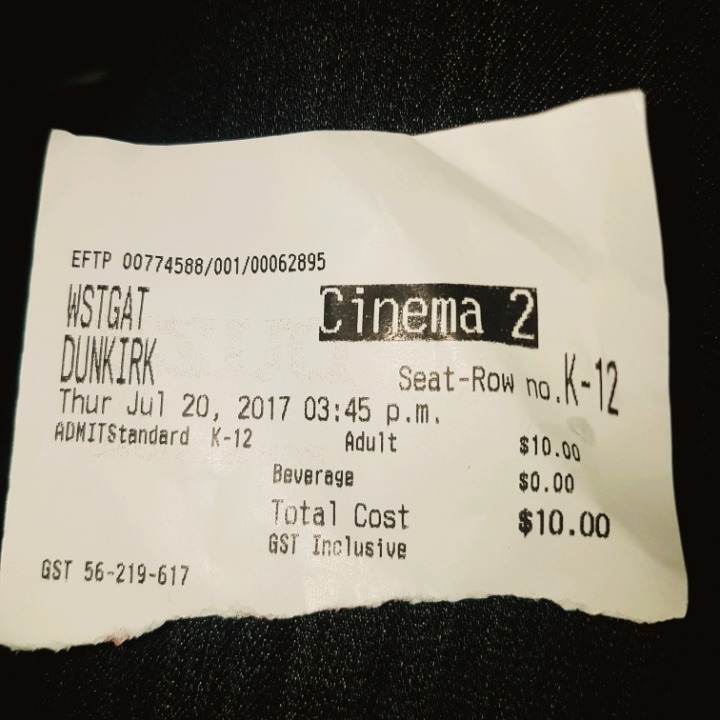 EFTP 00774588/001/00062895
WSTGAT Cinema 2
DUNKIRK
Seat-Row no.K-12
Thur Jul 20, 2017 03:45 p.m.
ADMITStandard K-12 Adult $10.00
Beverage $0.00
Total Cost $10.00
GST Inclusive
GST 56-219-617